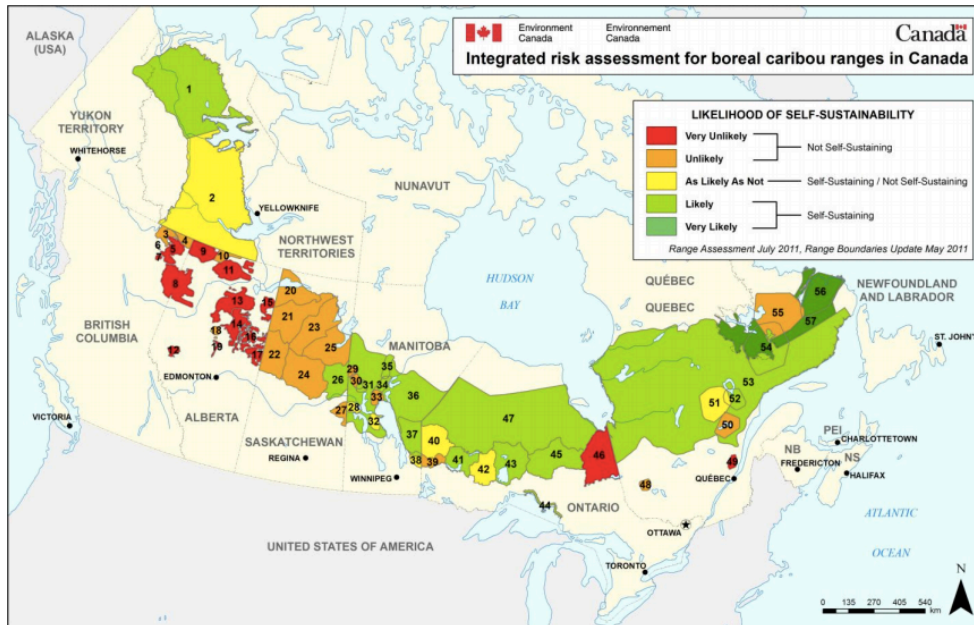 Environment Canada
Environnement Canada
Canada
Integrated risk assessment for boreal caribou ranges in Canada
LIKELIHOOD OF SELF-SUSTAINABILITY
Very Unlikely
Unlikely
Not Self-Sustaining
As Likely As Not
Self-Sustaining / Not Self-Sustaining
Likely
Very Likely
Self-Sustaining
Range Assessment July 2011, Range Boundaries Update May 2011
ALASKA
(USA)
YUKON
TERRITORY
WHITEHORSE
1
2
YELLOWKNIFE
NUNAVUT
NORTHWEST
TERRITORIES
3
4
5
6
7
8
9
10
11
12
13
14
15
16
17
18
19
20
21
22
23
24
25
26
27
28
29
30
31
32
33
34
35
36
37
38
39
40
41
42
43
44
45
46
47
48
49
50
51
52
53
54
55
56
57
HUDSON
BAY
QUÉBEC
QUEBEC
NEWFOUNDLAND
AND LABRADOR
ST. JOHN'S
BRITISH
COLUMBIA
EDMONTON
VICTORIA
ALBERTA
SASKATCHEWAN
REGINA
MANITOBA
WINNIPEG
ONTARIO
OTTAWA
TORONTO
QUÉBEC
NB
FREDERICTON
PEI
CHARLOTTETOWN
NS
HALIFAX
ATLANTIC
OCEAN
UNITED STATES OF AMERICA
N
0 135 270 405 540
km